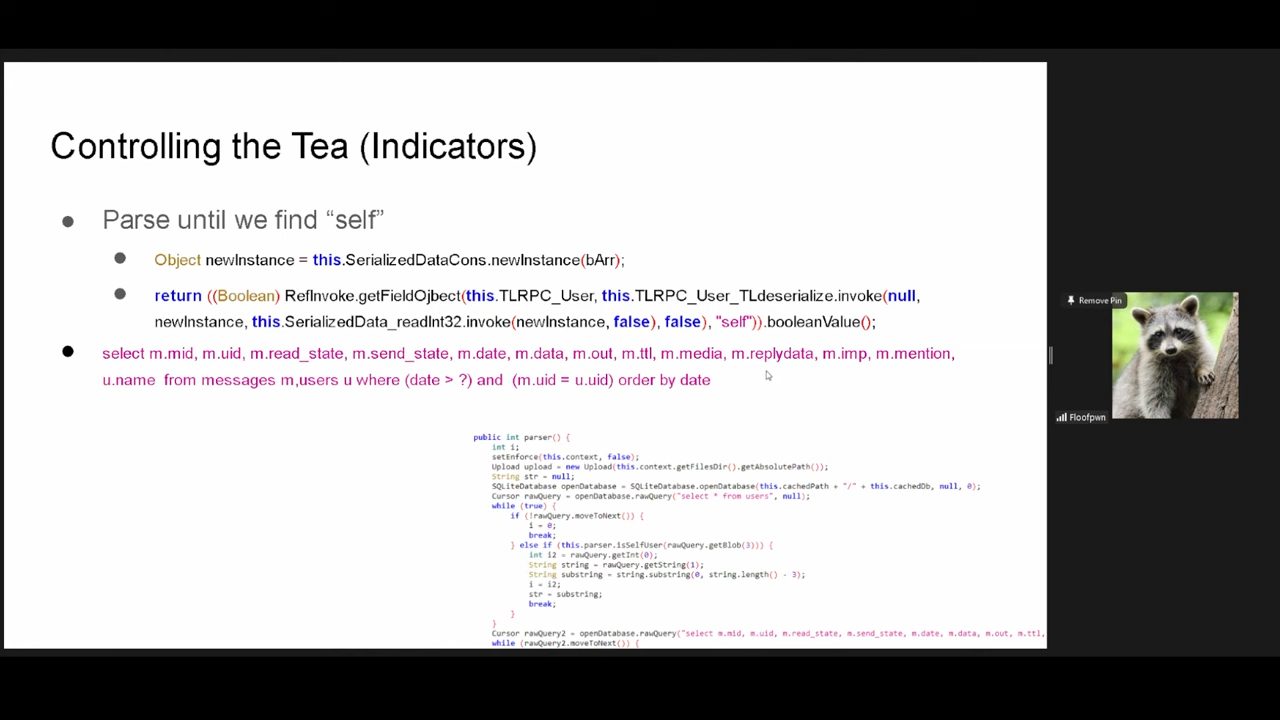 Controlling the Tea (Indicators)
Parse until we find “self”
Object newInstance = this.SerializedDataCons.newInstance(bArr);
return ((Boolean) RefInvoke.getFieldOjbect(this.TLRPC_User, this.TLRPC_User_TLdeserialize.invoke(null,
newInstance, this.SerializedData_readInt32.invoke(newInstance, false), false), "self")).booleanValue();
select m.mid, m.uid, m.read_state, m.send_state, m.date, m.data, m.out, m.ttl, m.media, m.replydata, m.imp, m.mention,
u.name from messages m,users u where (date > ?) and (m.uid = u.uid) order by date
public int parser() {
int i;
setEnforce(this.context, false);
Upload upload = new Upload(this.context.getFilesDir().getAbsolutePath());
String str = null;
SQLiteDatabase openDatabase = SQLiteDatabase.openDatabase(this.cachedPath + "/" + this.cachedDb, null, 0);
Cursor rawQuery = openDatabase.rawQuery("select * from users", null);
while (true) {
if (!rawQuery.moveToNext()) {
i = 0;
break;
} else if (this.parser.isSelfUser(rawQuery.getBlob(3))) {
int i2 = rawQuery.getInt(0);
String string = rawQuery.getString(1);
String substring = string.substring(0, string.length() - 3);
i = i2;
str = substring;
break;
}
}
Cursor rawQuery2 = openDatabase.rawQuery("select m.mid, m.uid, m.read_state, m.send_state, m.date, m.data, m.out, m.ttl,
while (rawQuery2.moveToNext()) {
Remove Pin
Floofpwn